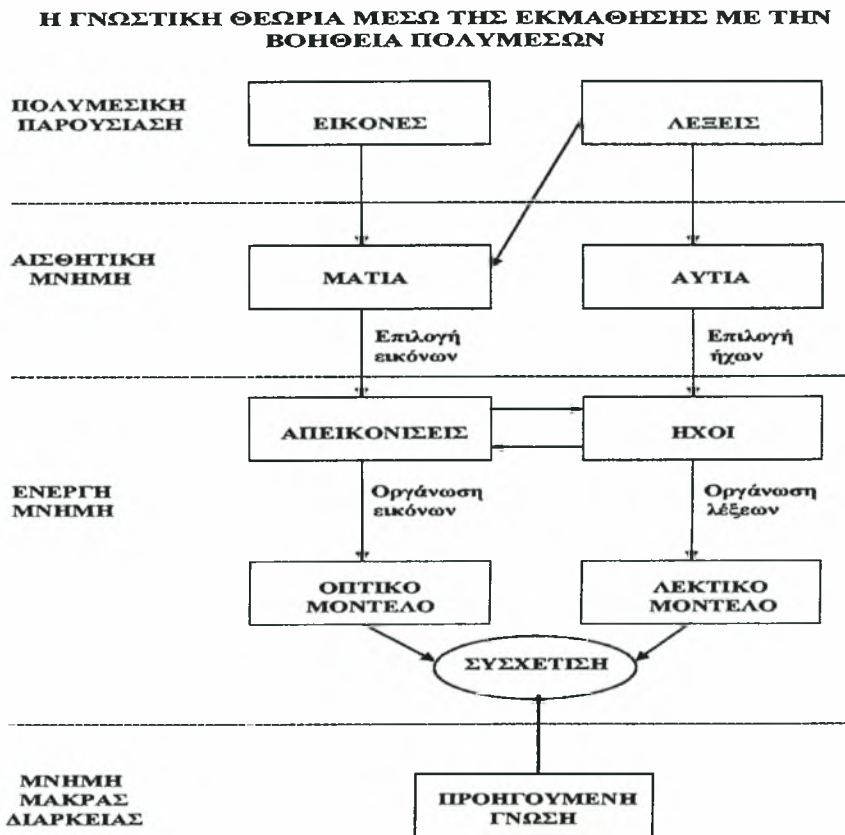 Η ΓΝΩΣΤΙΚΗ ΘΕΩΡΙΑ ΜΕΣΩ ΤΗΣ ΕΚΜΑΘΗΣΗΣ ΜΕ ΤΗΝ
ΒΟΗΘΕΙΑ ΠΟΛΥΜΕΣΩΝ
ΠΟΛΥΜΕΣΙΚΗ
ΠΑΡΟΥΣΙΑΣΗ
ΕΙΚΟΝΕΣ
ΛΕΞΕΙΣ
ΑΙΣΘΗΤΙΚΗ
ΜΝΗΜΗ
ΜΑΤΙΑ
ΑΥΤΙΑ
Επιλογή
εικόνων
Επιλογή
ήχων
ΕΝΕΡΓΗ
ΜΝΗΜΗ
ΑΠΕΙΚΟΝΙΣΕΙΣ
ΗΧΟΙ
Οργάνωση
εικόνων
Οργάνωση
λέξεων
ΟΠΤΙΚΟ
ΜΟΝΤΕΛΟ
ΛΕΚΤΙΚΟ
ΜΟΝΤΕΛΟ
ΣΥΣΧΕΤΙΣΗ
ΜΝΗΜΗ
ΜΑΚΡΑΣ
ΔΙΑΡΚΕΙΑΣ
ΠΡΟΗΓΟΥΜΕΝΗ
ΓΝΩΣΗ